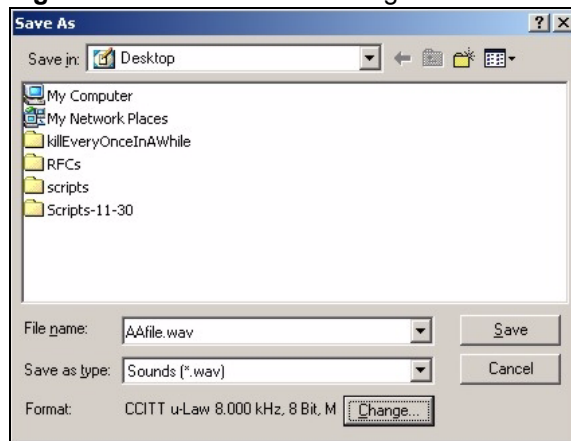 Save As
Save in: Desktop
My Computer
My Network Places
killEveryOnceInAWhile
RFCs
scripts
Scripts-11-30
File name: AAfile.wav Save
Save as type: Sounds (*.wav) Cancel
Format: CCITT u-Law 8.000 kHz, 8 Bit, M Change...